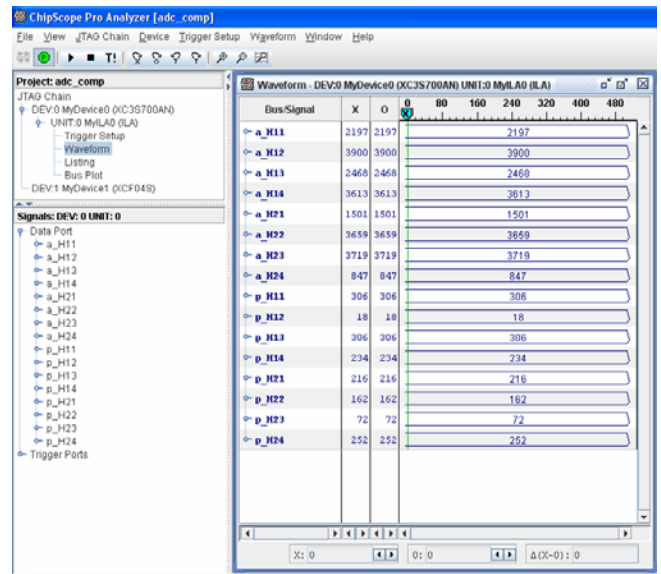 ChipScope Pro Analyzer [adc_comp]
File View JTAG Chain Device Trigger Setup Waveform Window Help
T!
Project: adc_comp
JTAG Chain
DEV:0 MyDevice0 (XC3S700AN)
UNIT:0 MyILA0 (ILA)
Trigger Setup
Waveform
Listing
Bus Plot
DEV:1 MyDevice1 (XCF04S)
Signals: DEV: 0 UNIT: 0
Data Port
a_H11
a_H12
a_H13
a_H14
a_H21
a_H22
a_H23
a_H24
p_H11
p_H12
p_H13
p_H14
p_H21
p_H22
p_H23
p_H24
Trigger Ports
Waveform - DEV:0 MyDevice0 (XC3S700AN) UNIT:0 MyILA0 (ILA)
Bus/Signal X O 0 80 160 240 320 400 480
X
a_H11 2197 2197 2197
a_H12 3900 3900 3900
a_H13 2468 2468 2468
a_H14 3613 3613 3613
a_H21 1501 1501 1501
a_H22 3659 3659 3659
a_H23 3719 3719 3719
a_H24 847 847 847
p_H11 306 306 306
p_H12 18 18 18
p_H13 306 306 306
p_H14 234 234 234
p_H21 216 216 216
p_H22 162 162 162
p_H23 72 72 72
p_H24 252 252 252
X: 0 O: 0 Δ(X-O): 0